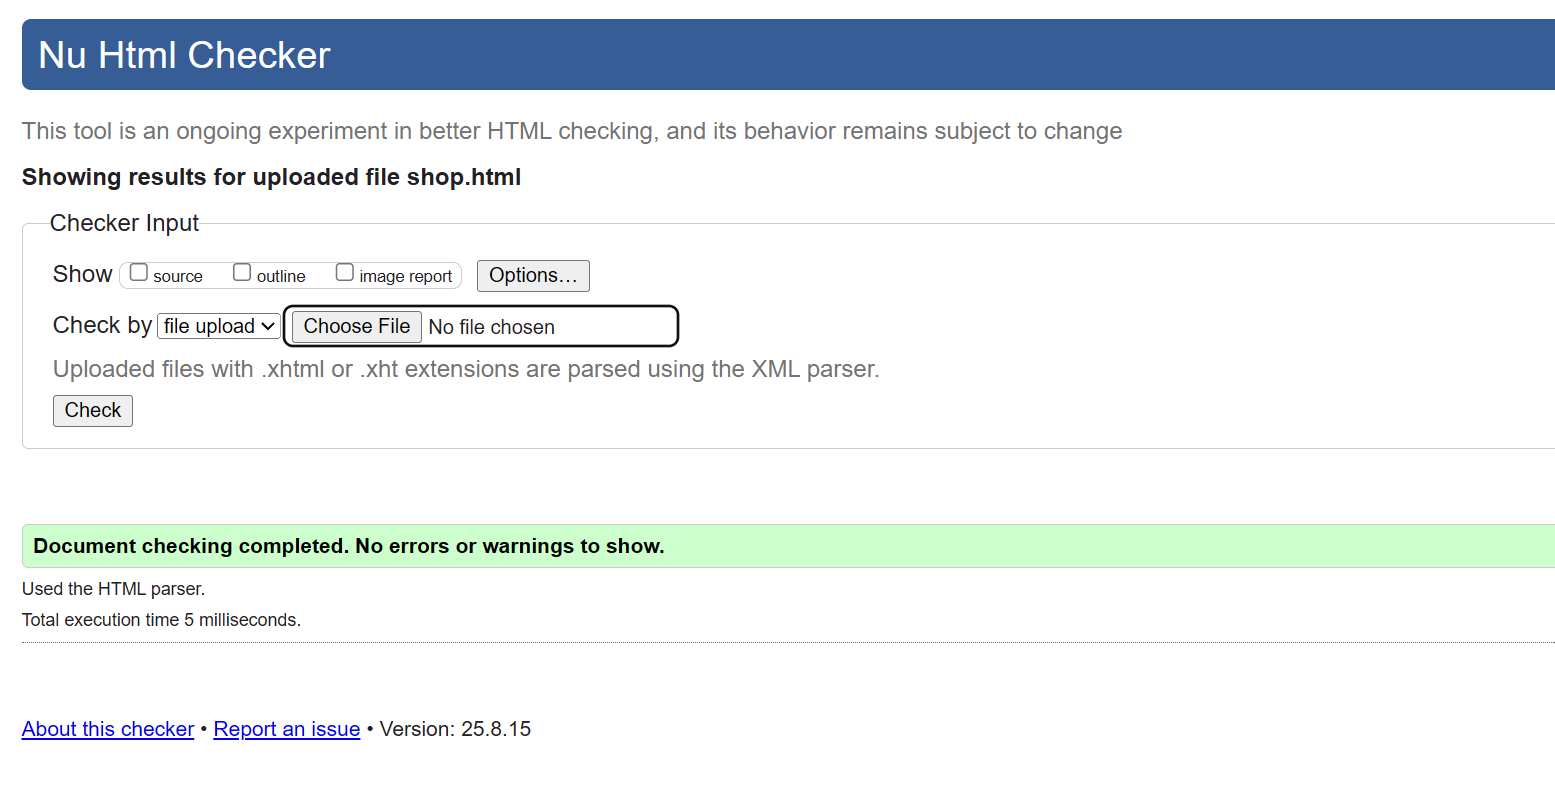 Nu Html Checker
This tool is an ongoing experiment in better HTML checking, and its behavior remains subject to change
Showing results for uploaded file shop.html
Checker Input
Show source outline image report Options…
Check by file upload Choose File No file chosen
Uploaded files with .xhtml or .xht extensions are parsed using the XML parser.
Check
Document checking completed. No errors or warnings to show.
Used the HTML parser.
Total execution time 5 milliseconds.
About this checker • Report an issue • Version: 25.8.15